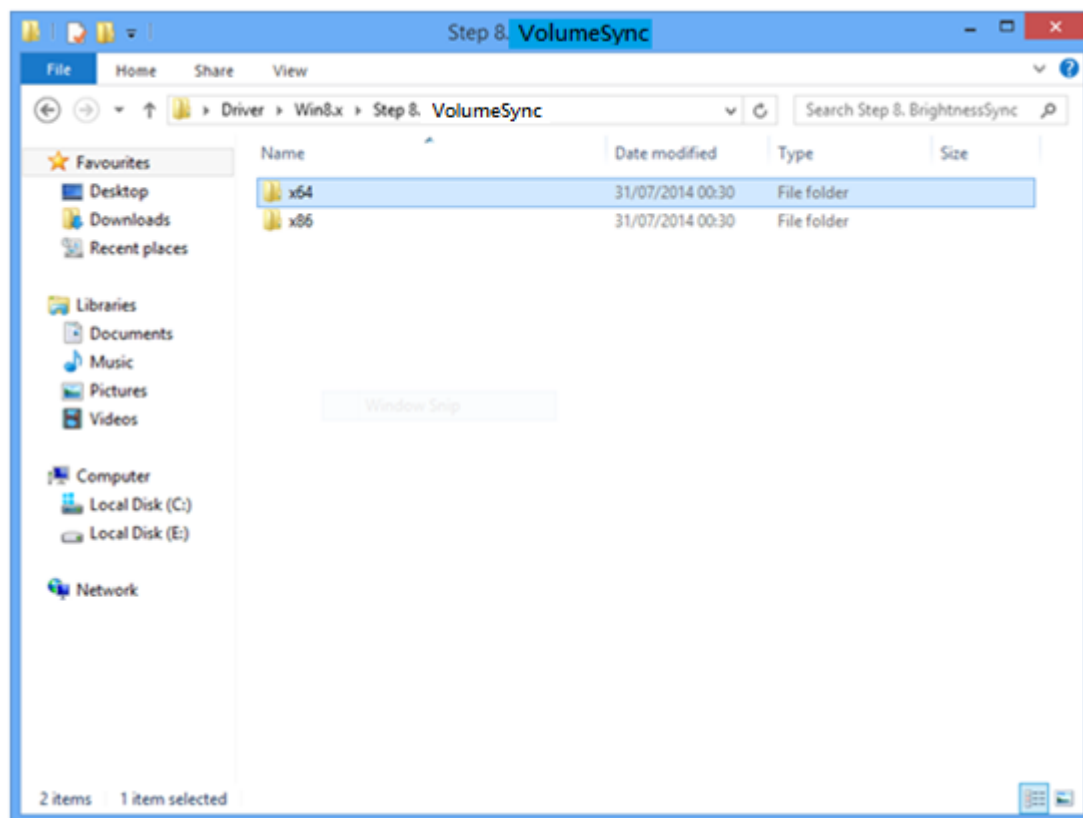 Step 8. VolumeSync
File Home Share View
Driver Win8.x Step 8. VolumeSync Search Step 8. BrightnessSync
Name Date modified Type Size
Favourites
Desktop
Downloads
Recent places
Libraries
Documents
Music
Pictures
Videos
Computer
Local Disk (C:)
Local Disk (E:)
Network
x64 31/07/2014 00:30 File folder
x86 31/07/2014 00:30 File folder
Window Snip
2 items 1 item selected